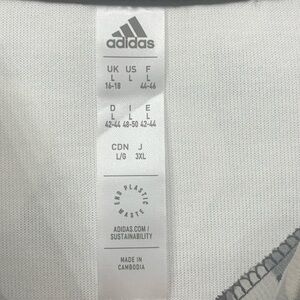 adidas
UK US F
L L L
16-18 44-46
D I E
L L L
42-44 48-50 42-44
CDN J
L/G 3XL
END PLASTIC WASTE
ADIDAS.COM/
SUSTAINABILITY
MADE IN
CAMBODIA